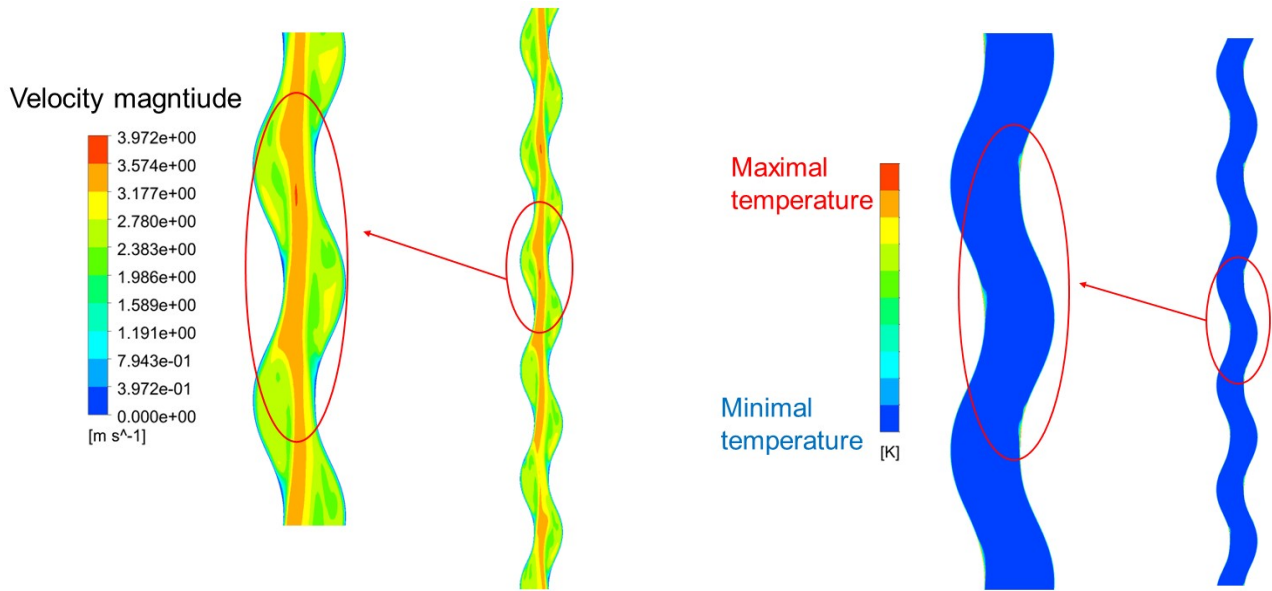 Velocity magntiude
3.972e+00
3.574e+00
3.177e+00
2.780e+00
2.383e+00
1.986e+00
1.589e+00
1.191e+00
7.943e-01
3.972e-01
0.000e+00
[m s^-1]
Maximal
temperature
Minimal
temperature
[K]